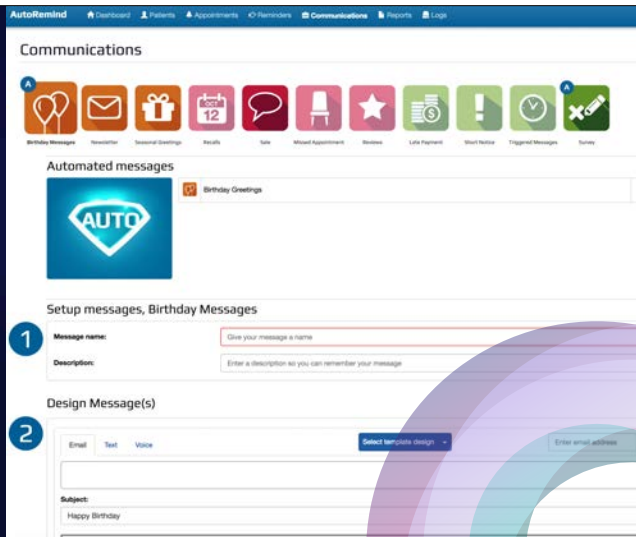 AutoRemind Dashboard Patients Appointments Reminders Communications Reports Logs
Communications
A A
OCT
12
Birthday Messages Newsletter Seasonal Greetings Recalls Sale Missed Appointment Reviews Late Payment Short Notice Triggered Messages Survey
Automated messages
AUTO
Birthday Greetings
Setup messages, Birthday Messages
1
Message name: Give your message a name
Description: Enter a description so you can remember your message
Design Message(s)
2
Email Text Voice Select template design Enter email address
Subject:
Happy Birthday